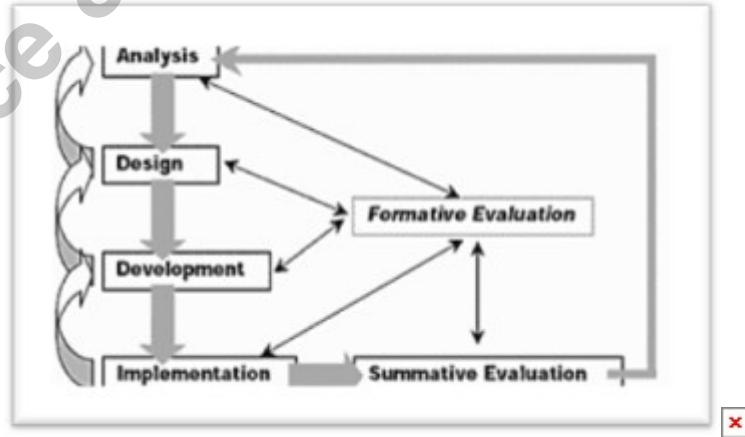 Analysis
Design
Formative Evaluation
Development
Implementation
Summative Evaluation